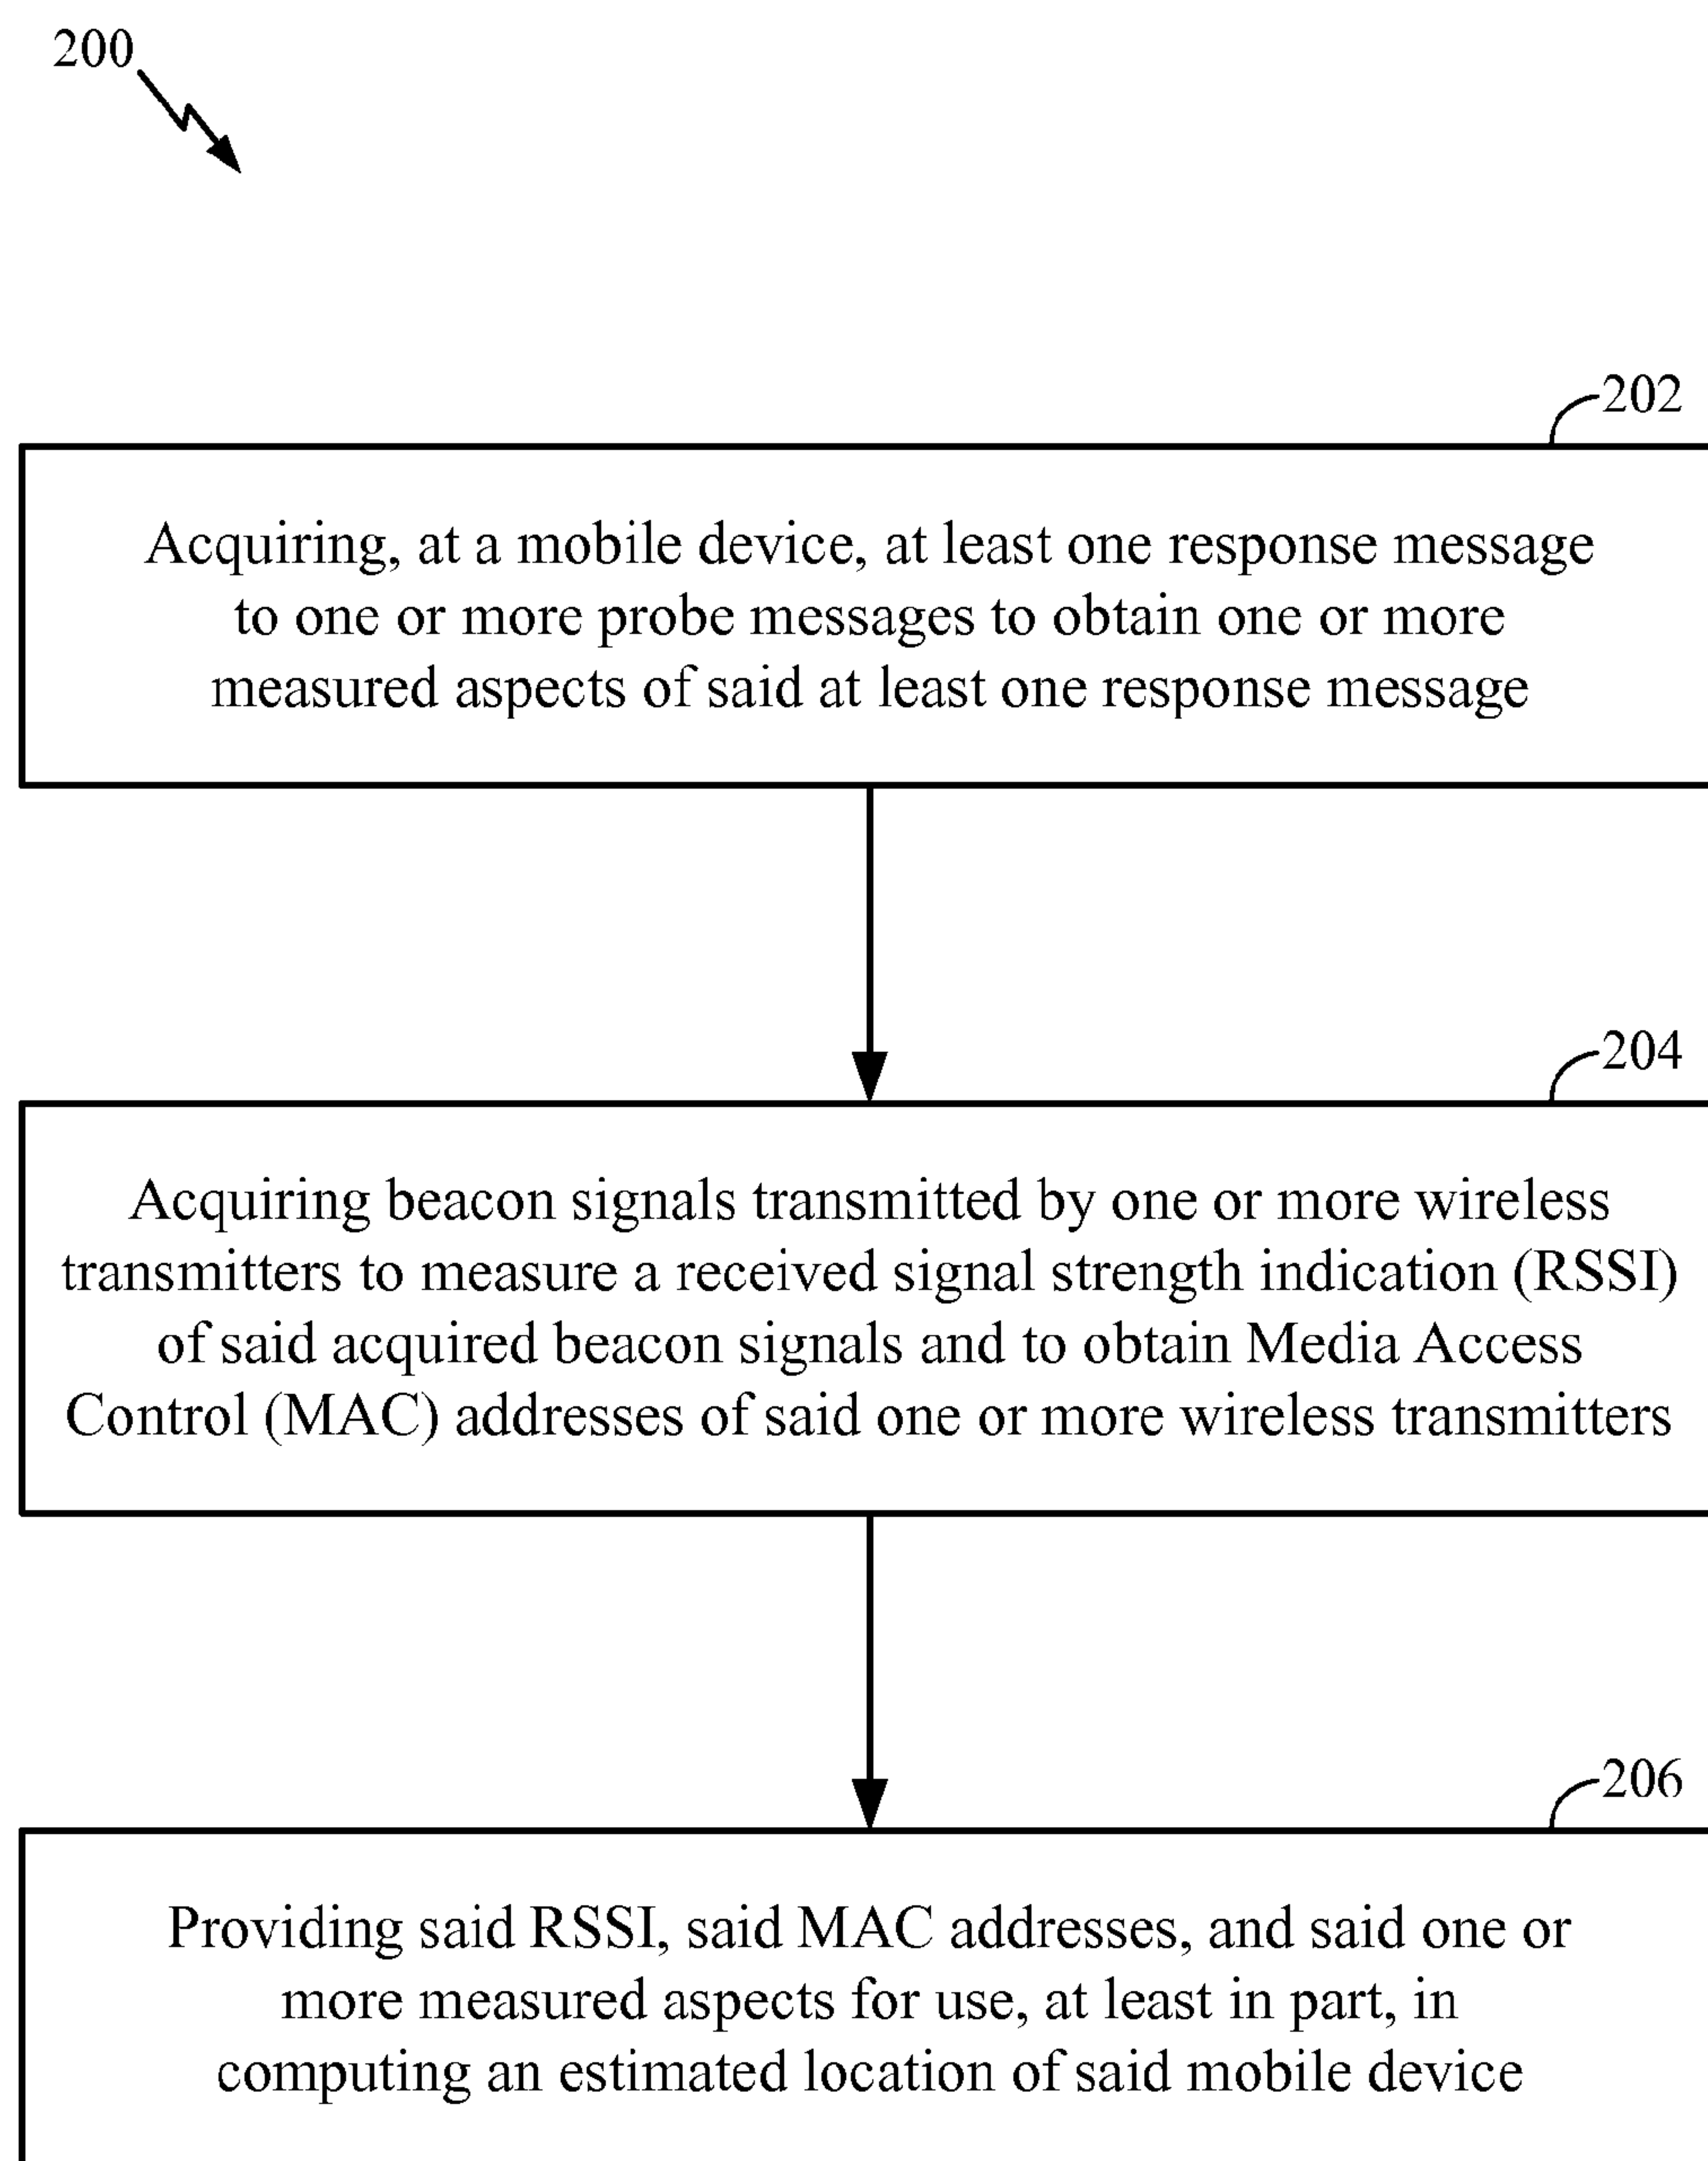 200
202
Acquiring, at a mobile device, at least one response message
to one or more probe messages to obtain one or more
measured aspects of said at least one response message
204
Acquiring beacon signals transmitted by one or more wireless
transmitters to measure a received signal strength indication (RSSI)
of said acquired beacon signals and to obtain Media Access
Control (MAC) addresses of said one or more wireless transmitters
206
Providing said RSSI, said MAC addresses, and said one or
more measured aspects for use, at least in part, in
computing an estimated location of said mobile device